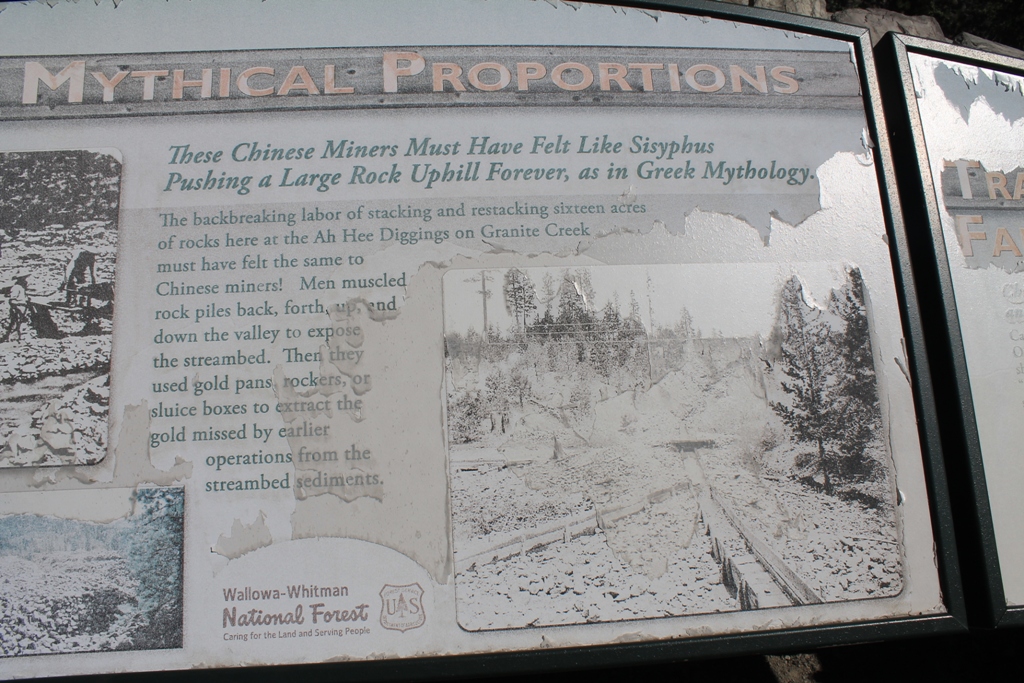 MYTHICAL PROPORTIONS
These Chinese Miners Must Have Felt Like Sisyphus
Pushing a Large Rock Uphill Forever, as in Greek Mythology.
The backbreaking labor of stacking and restacking sixteen acres
of rocks here at the Ah Hee Diggings on Granite Creek
must have felt the same to
Chinese miners! Men muscled
rock piles back, forth, up, and
down the valley to expose
the streambed. Then they
used gold pans, rockers, or
sluice boxes to extract the
gold missed by earlier
operations from the
streambed sediments.
Wallowa-Whitman
National Forest
Caring for the Land and Serving People
U S
TRA
FA